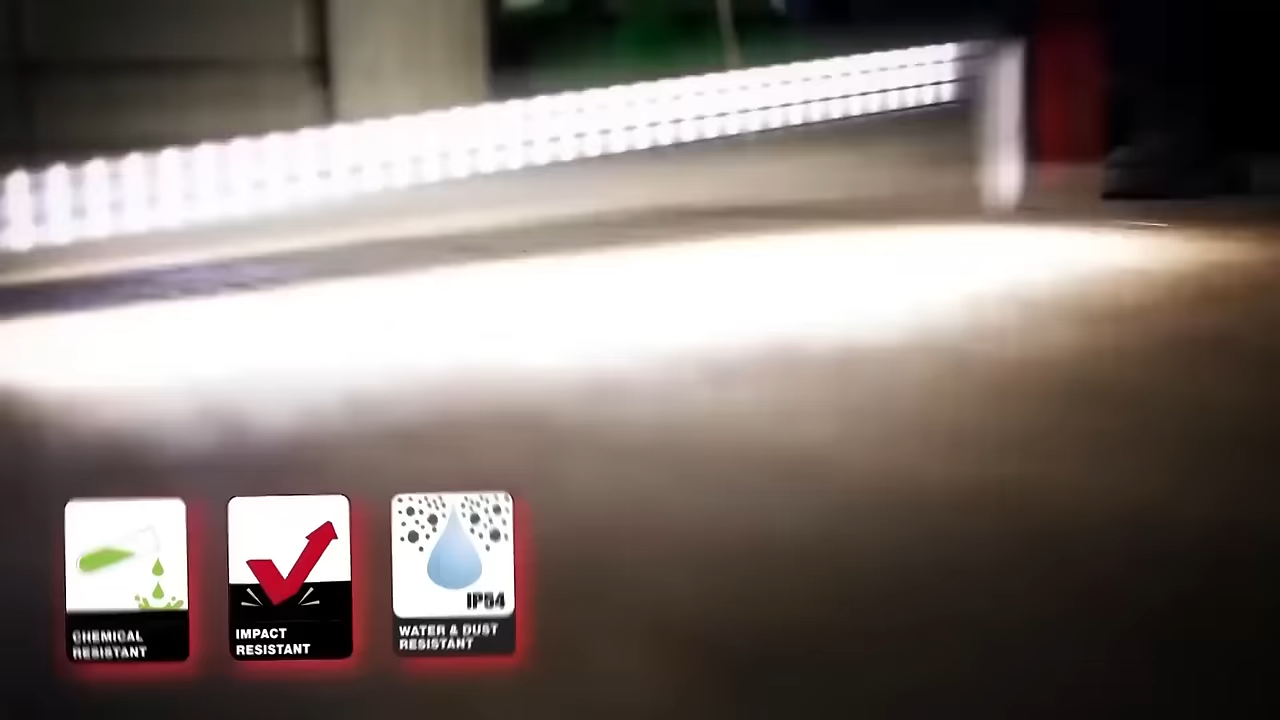 CHEMICAL
RESISTANT
IMPACT
RESISTANT
IP54
WATER & DUST
RESISTANT